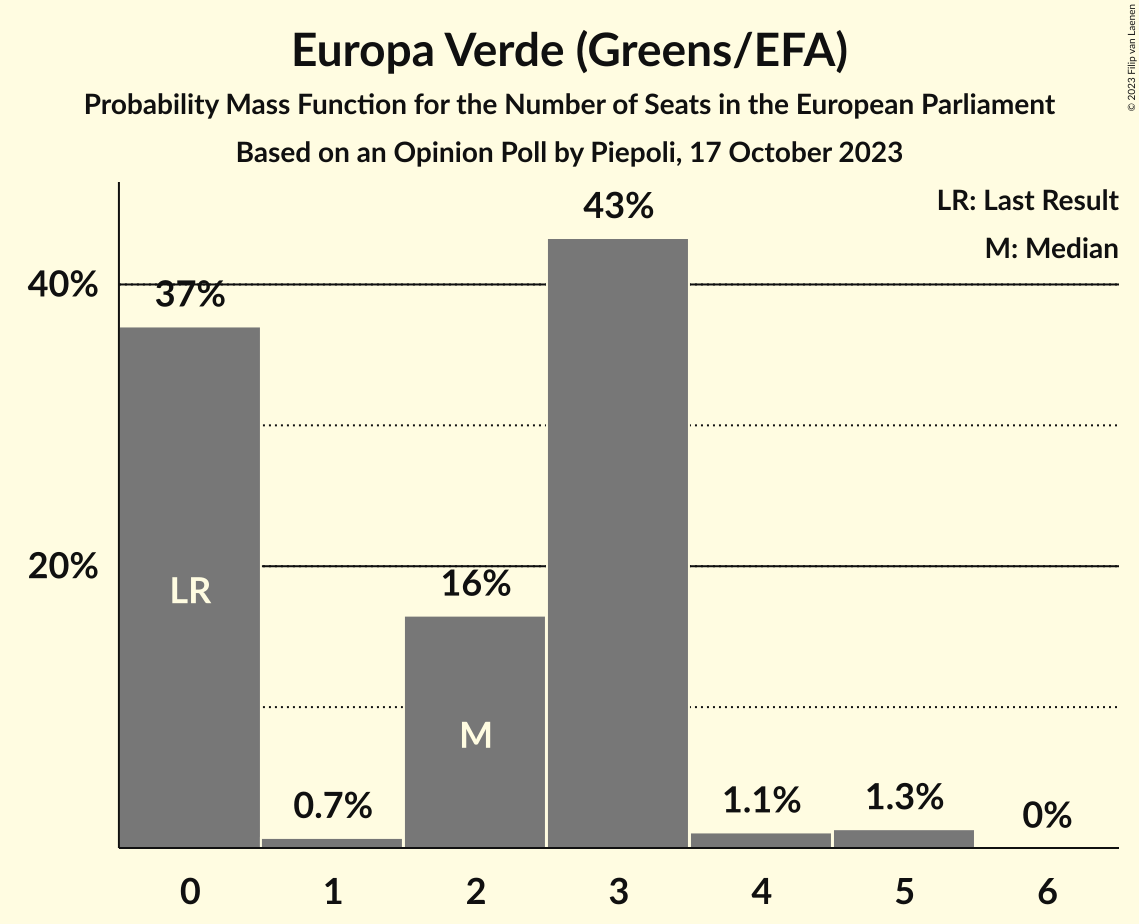 Europa Verde (Greens/EFA)
Probability Mass Function for the Number of Seats in the European Parliament
Based on an Opinion Poll by Piepoli, 17 October 2023
© 2023 Filip van Laenen
LR: Last Result
M: Median
43%
40%
37%
20%
16%
LR
M
0.7%
1.1%
1.3%
0%
0 1 2 3 4 5 6